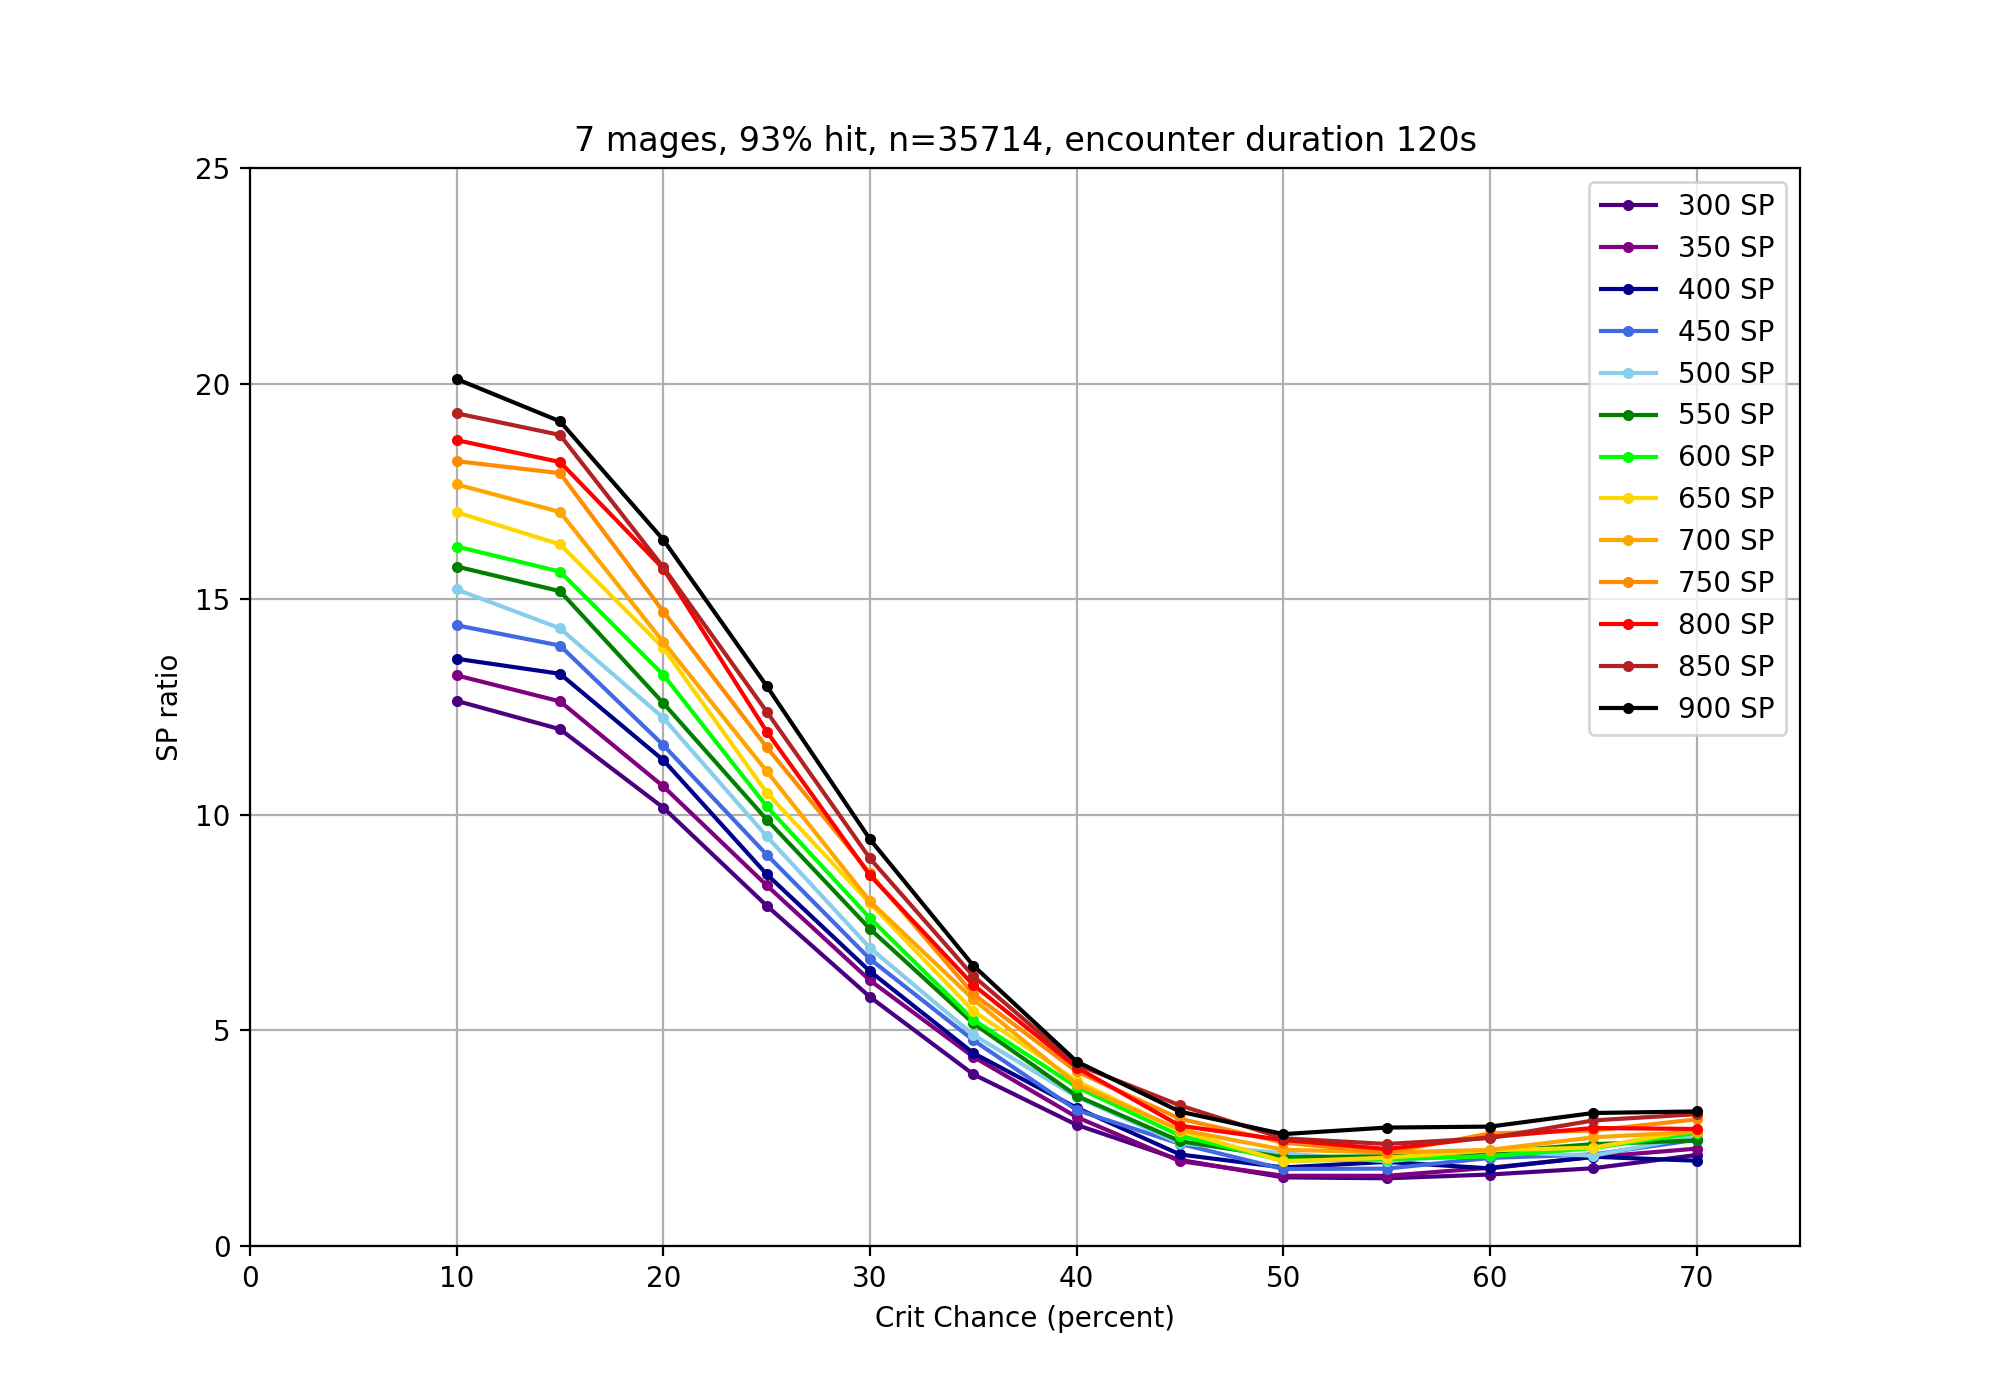 7 mages, 93% hit, n=35714, encounter duration 120s
25
20
15
10
5
0
SP ratio
0 10 20 30 40 50 60 70
Crit Chance (percent)
300 SP
350 SP
400 SP
450 SP
500 SP
550 SP
600 SP
650 SP
700 SP
750 SP
800 SP
850 SP
900 SP